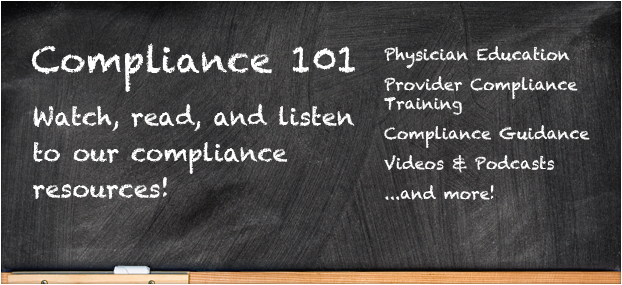 Compliance 101
Watch, read, and listen
to our compliance
resources!
Physician Education
Provider Compliance
Training
Compliance Guidance
Videos & Podcasts
...and more!